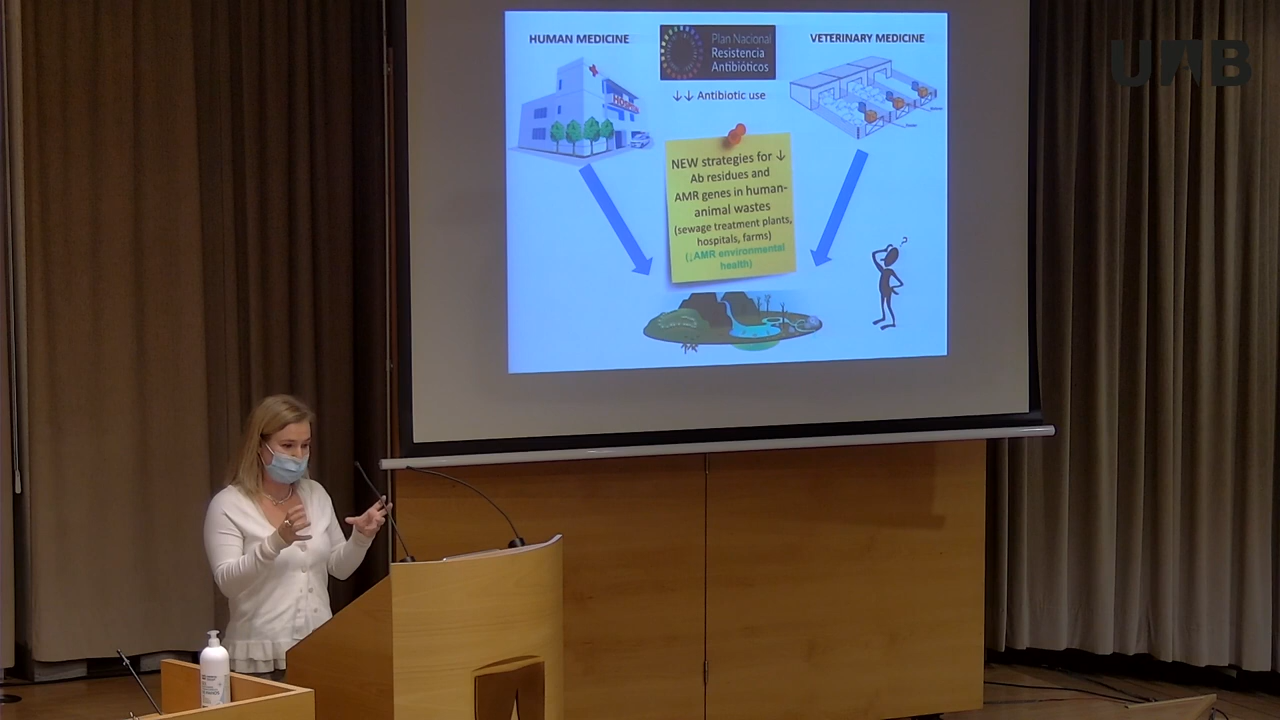 HUMAN MEDICINE
Plan Nacional
Resistencia
Antibióticos
VETERINARY MEDICINE
↓↓ Antibiotic use
NEW strategies for ↓
Ab residues and
AMR genes in human-
animal wastes
(sewage treatment plants,
hospitals, farms)
(↓AMR environmental
health)
?
UAB